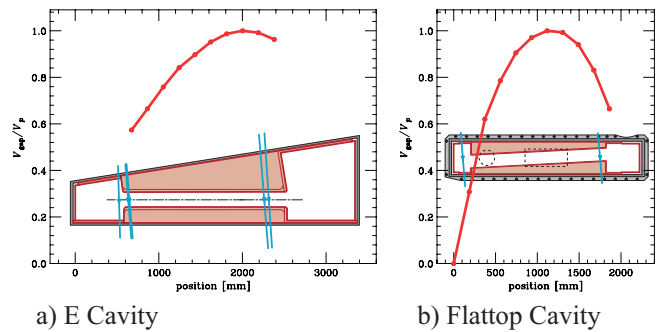 1.0
0.8
0.6
0.4
0.2
0.0
V_gap/V_p
0 1000 2000 3000
position [mm]
a) E Cavity
1.0
0.8
0.6
0.4
0.2
0.0
V_gap/V_p
0 500 1000 1500 2000
position [mm]
b) Flattop Cavity